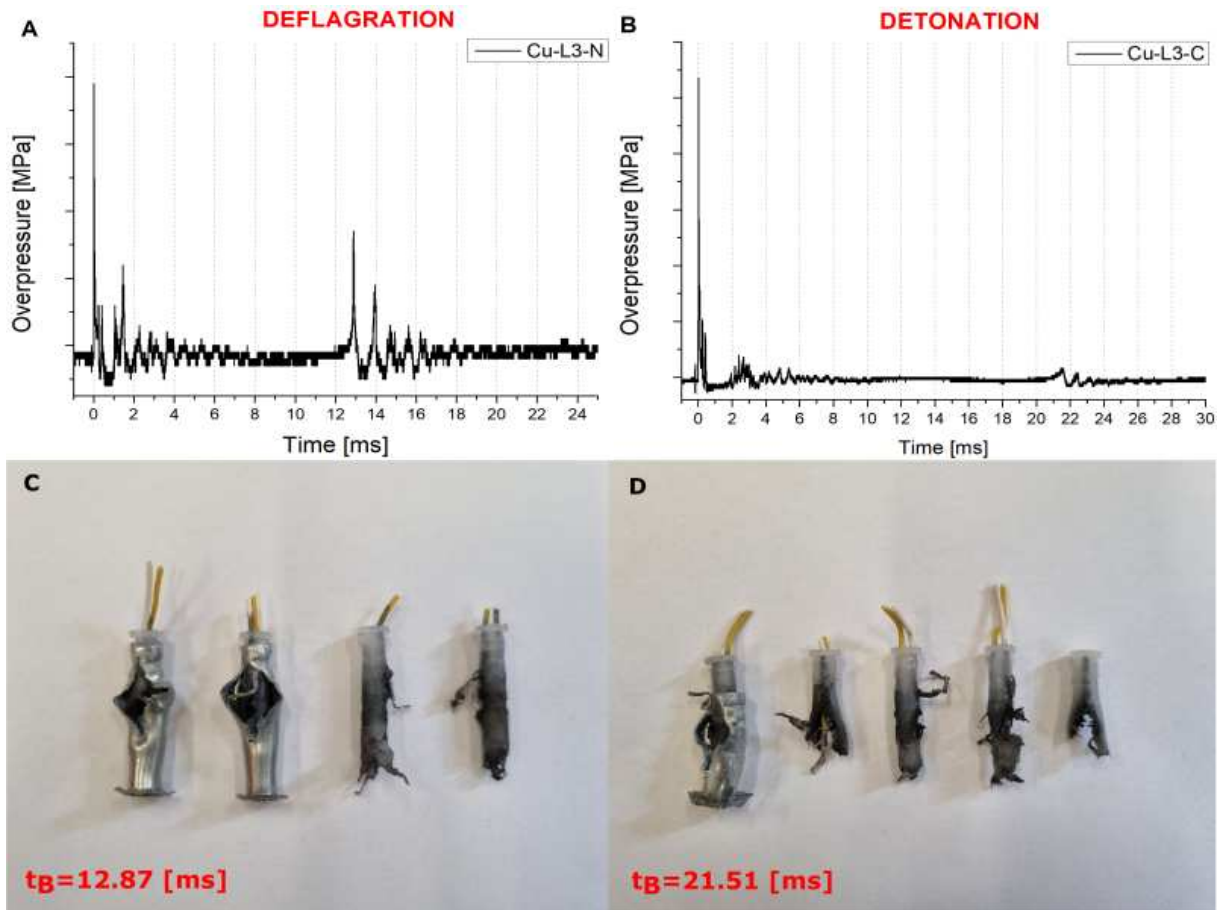 DEFLAGRATION
A
Cu-L3-N
Overpressure [MPa]
0 2 4 6 8 10 12 14 16 18 20 22 24
Time [ms]
DETONATION
B
Cu-L3-C
Overpressure [MPa]
0 2 4 6 8 10 12 14 16 18 20 22 24 26 28 30
Time [ms]
C
tB=12.87 [ms]
D
tB=21.51 [ms]